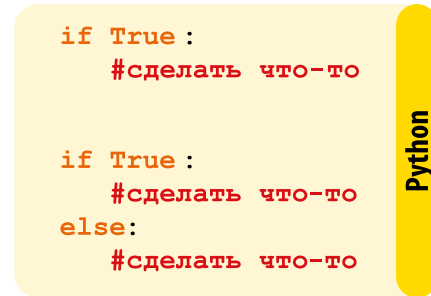 if True :
#сделать что-то
if True :
#сделать что-то
else:
#сделать что-то
Python